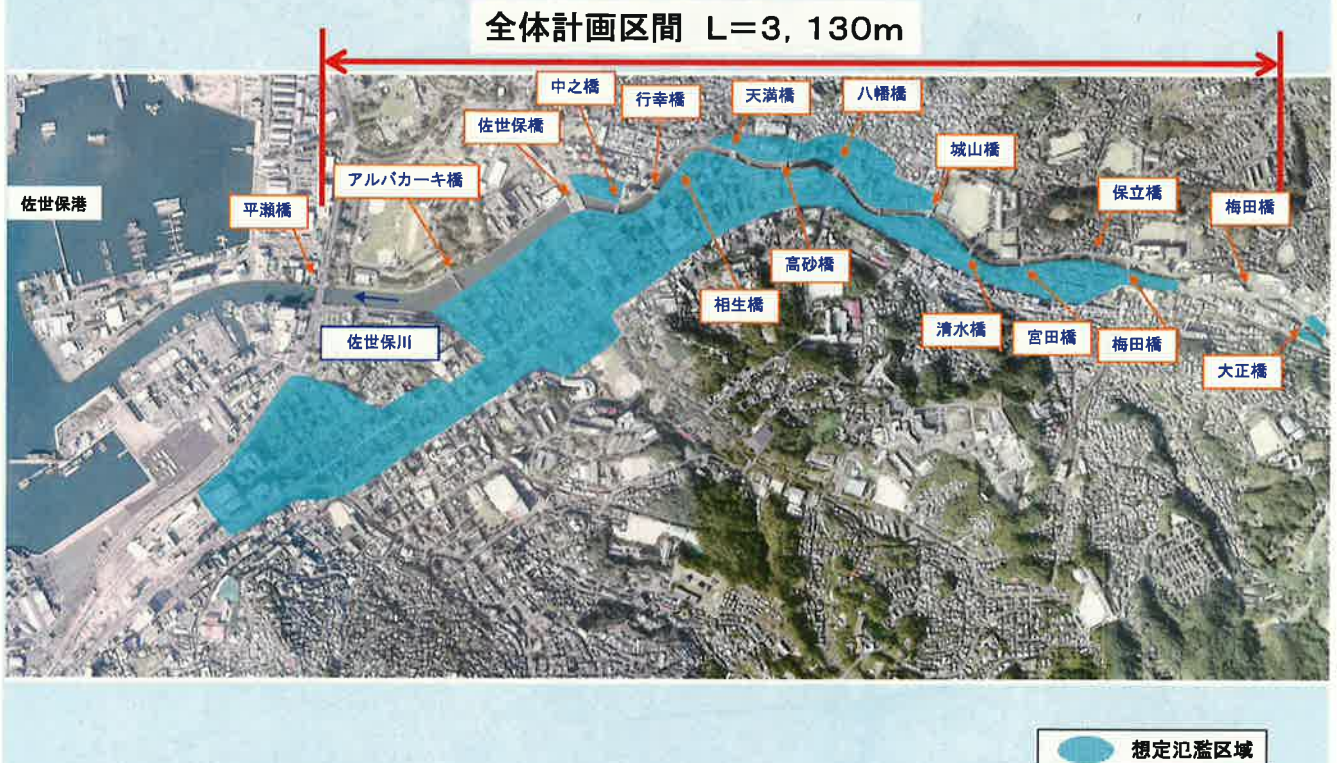 全体計画区間 L=3,130m
中之橋
行幸橋
天満橋
八幡橋
佐世保橋
城山橋
アルバカーキ橋
保立橋
佐世保港
平瀬橋
梅田橋
高砂橋
相生橋
佐世保川
清水橋
宮田橋
梅田橋
大正橋
想定氾濫区域